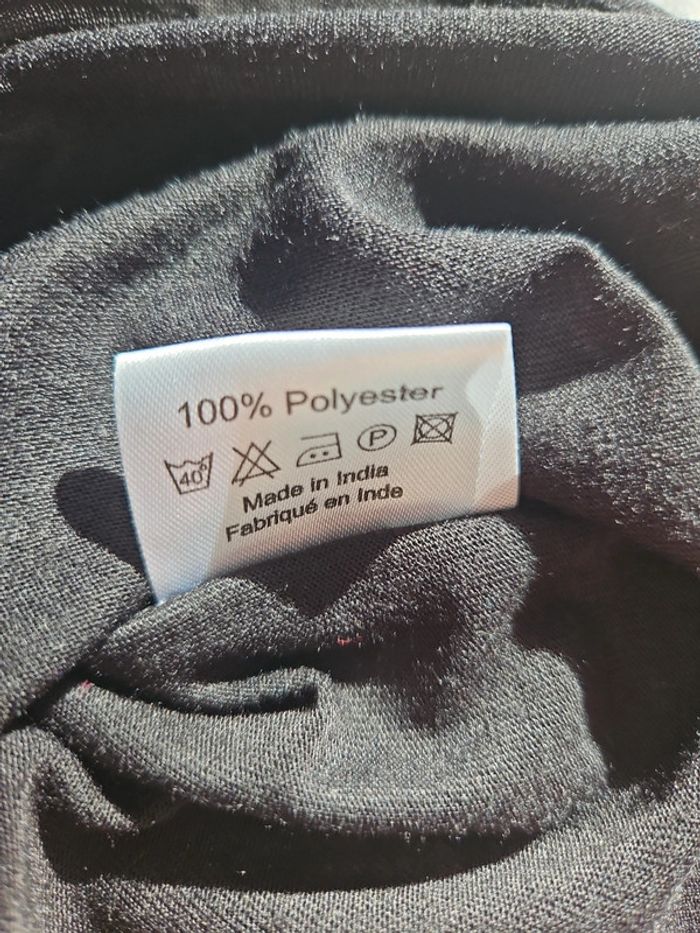 100% Polyester
40° P
Made in India
Fabriqué en Inde